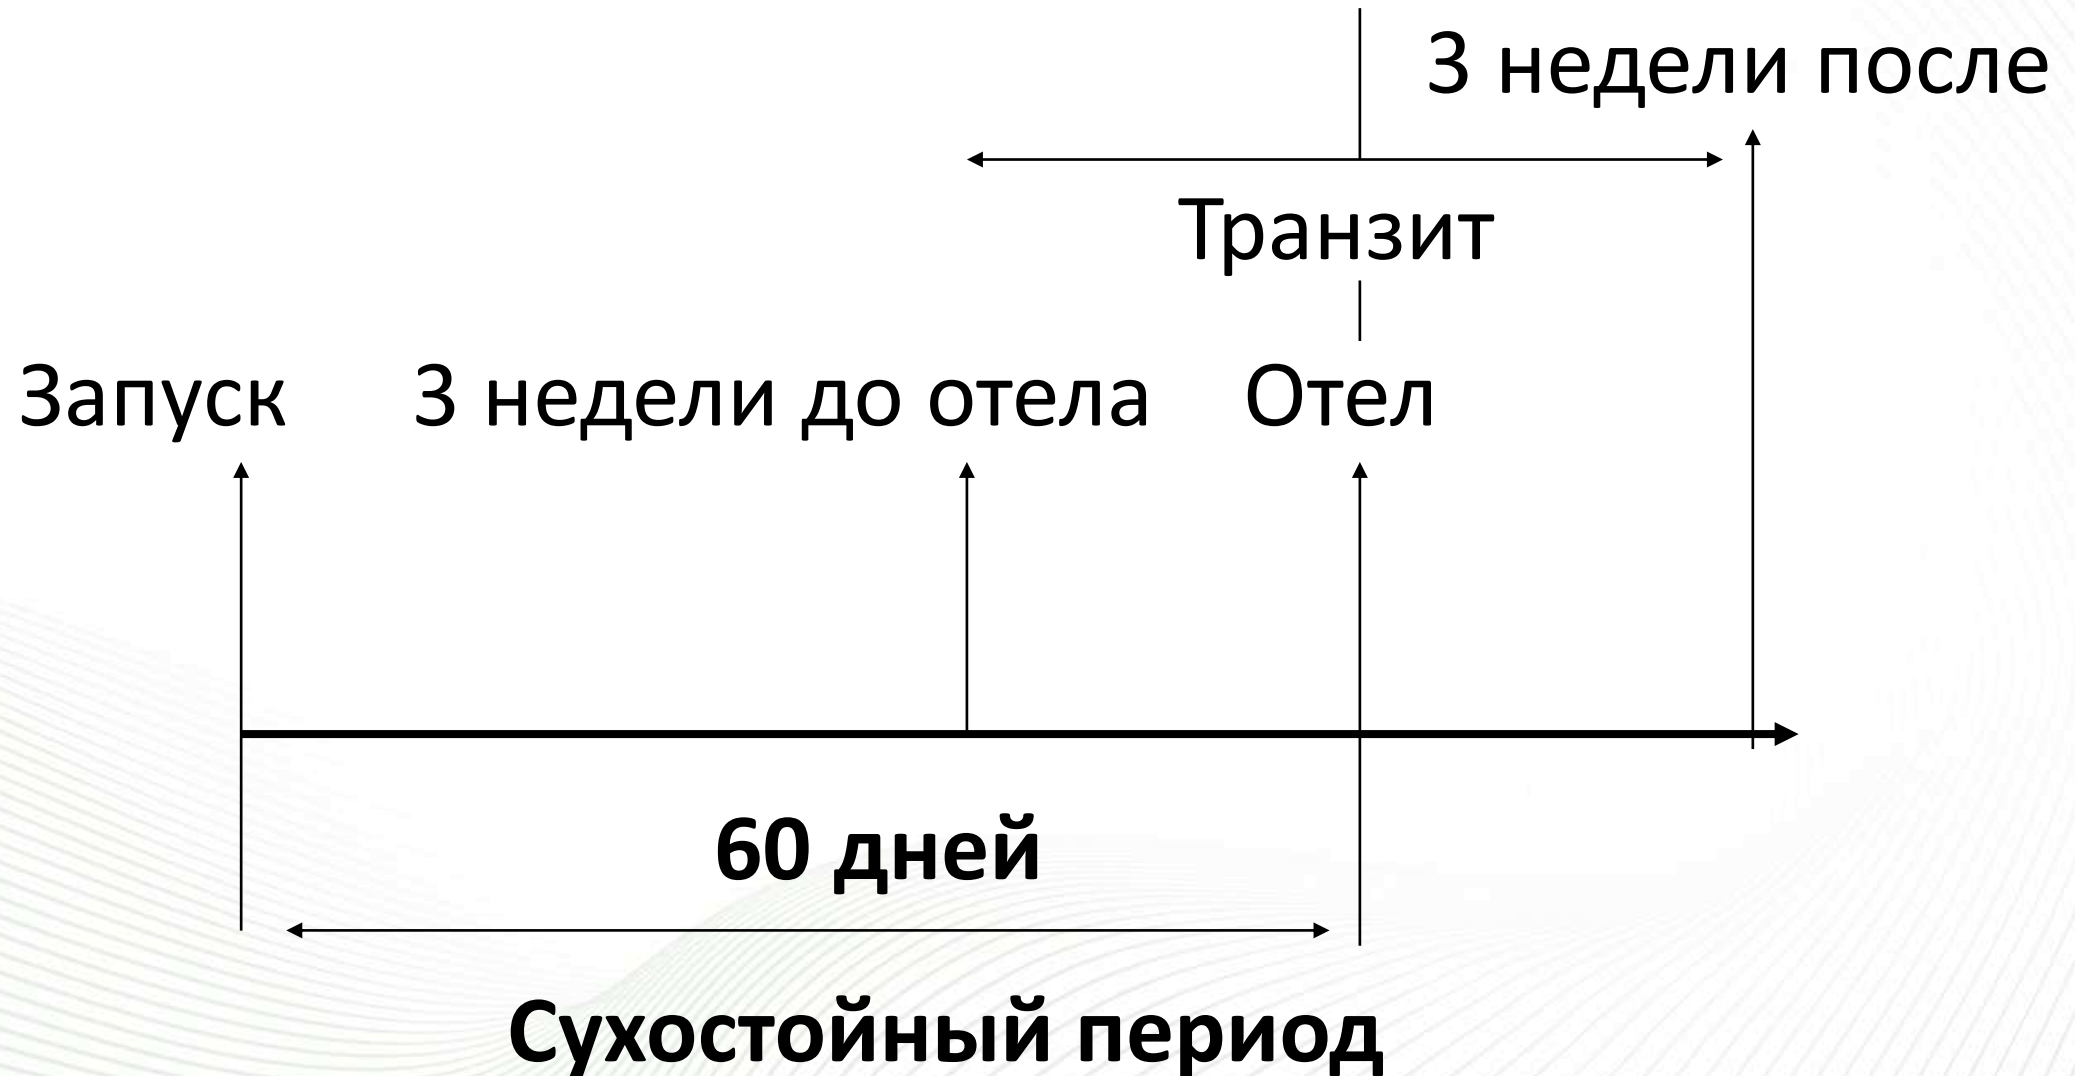 3 недели после
Транзит
Запуск
3 недели до отела
Отел
60 дней
Сухостойный период